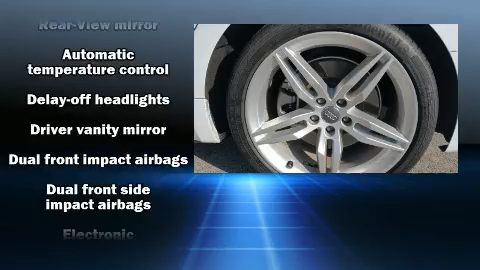 Rear-View mirror
Automatic
temperature control
Delay-off headlights
Driver vanity mirror
Dual front impact airbags
Dual front side
impact airbags
Electronic